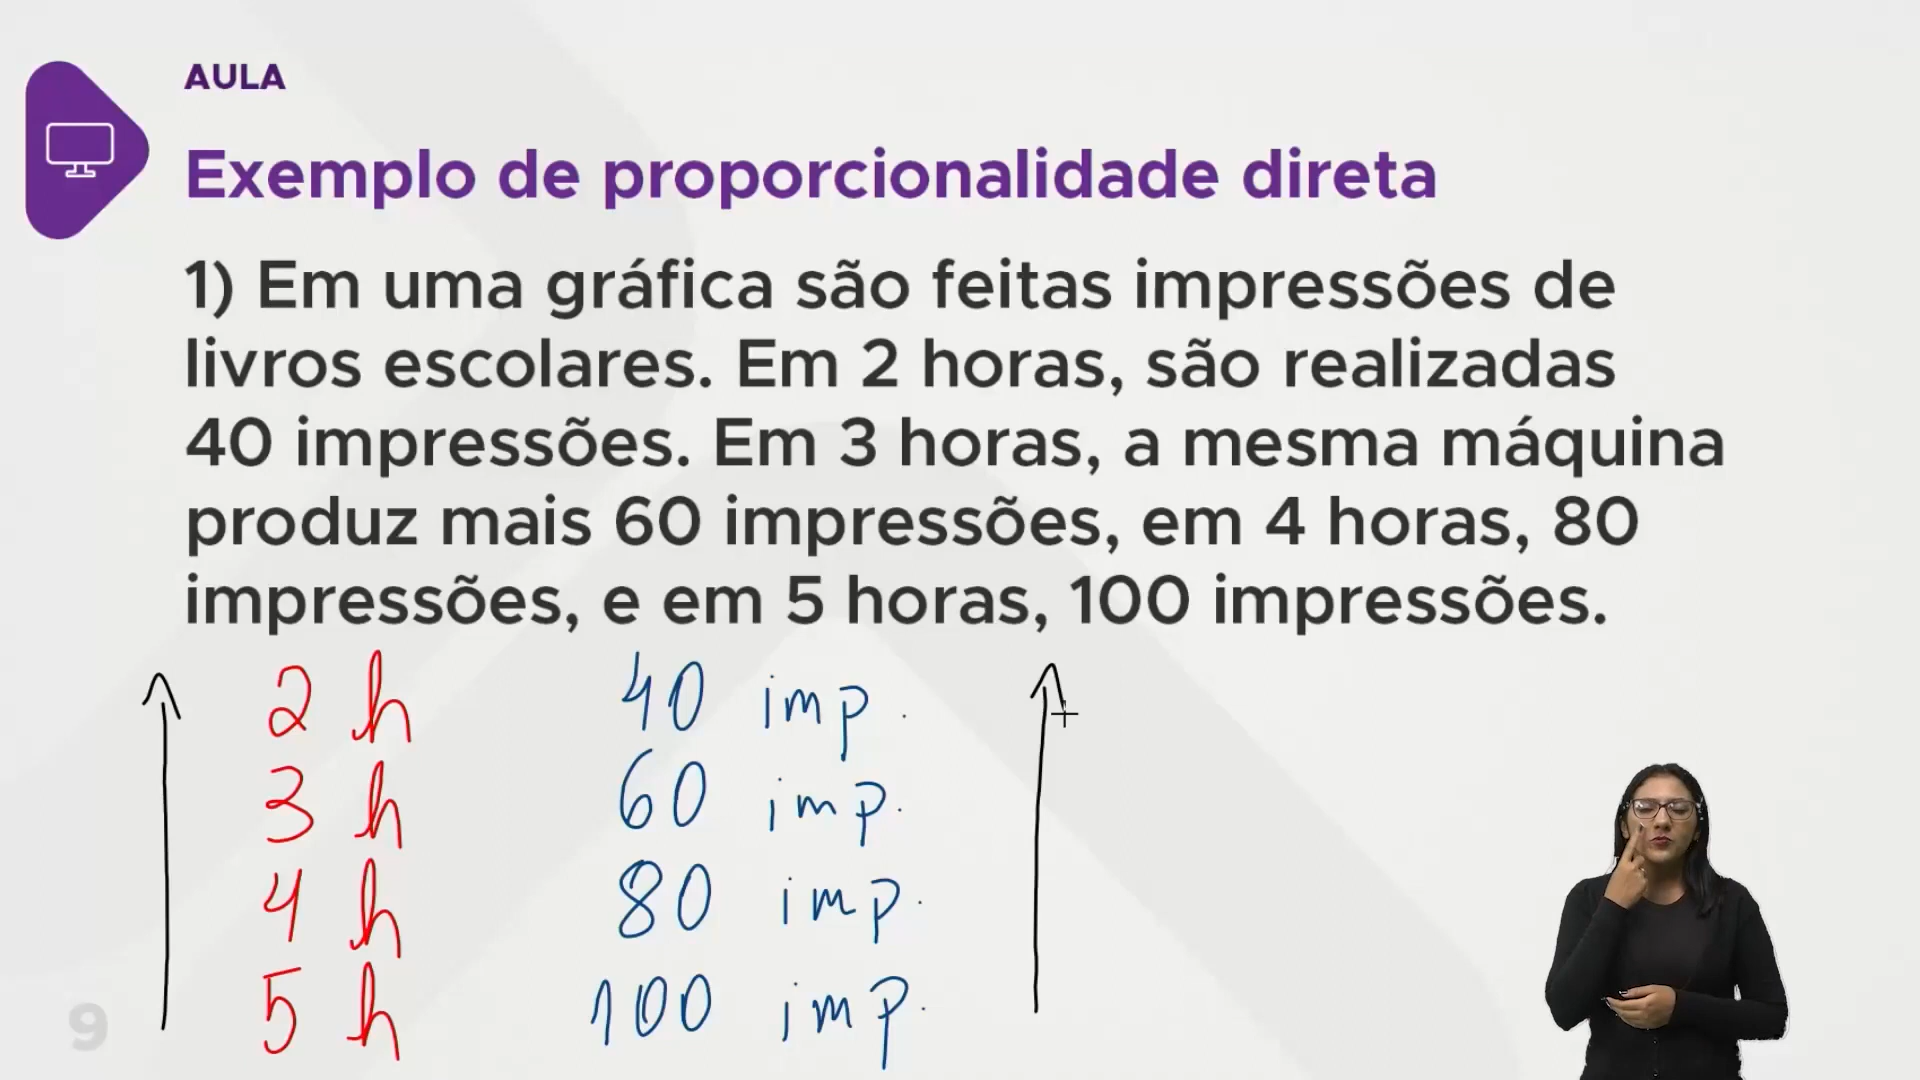 AULA
Exemplo de proporcionalidade direta
1) Em uma gráfica são feitas impressões de
livros escolares. Em 2 horas, são realizadas
40 impressões. Em 3 horas, a mesma máquina
produz mais 60 impressões, em 4 horas, 80
impressões, e em 5 horas, 100 impressões.
2 h 40 imp.
3 h 60 imp.
4 h 80 imp.
5 h 100 imp.
9